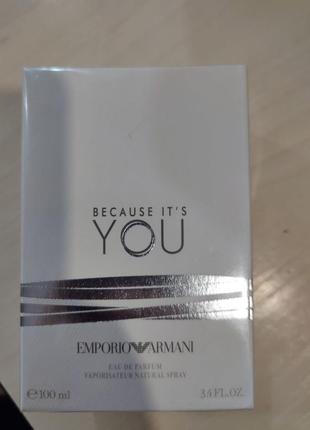 BECAUSE IT'S
YOU
EMPORIO ARMANI
EAU DE PARFUM
VAPORISATEUR NATURAL SPRAY
℮100 ml 3.4 FL.OZ.